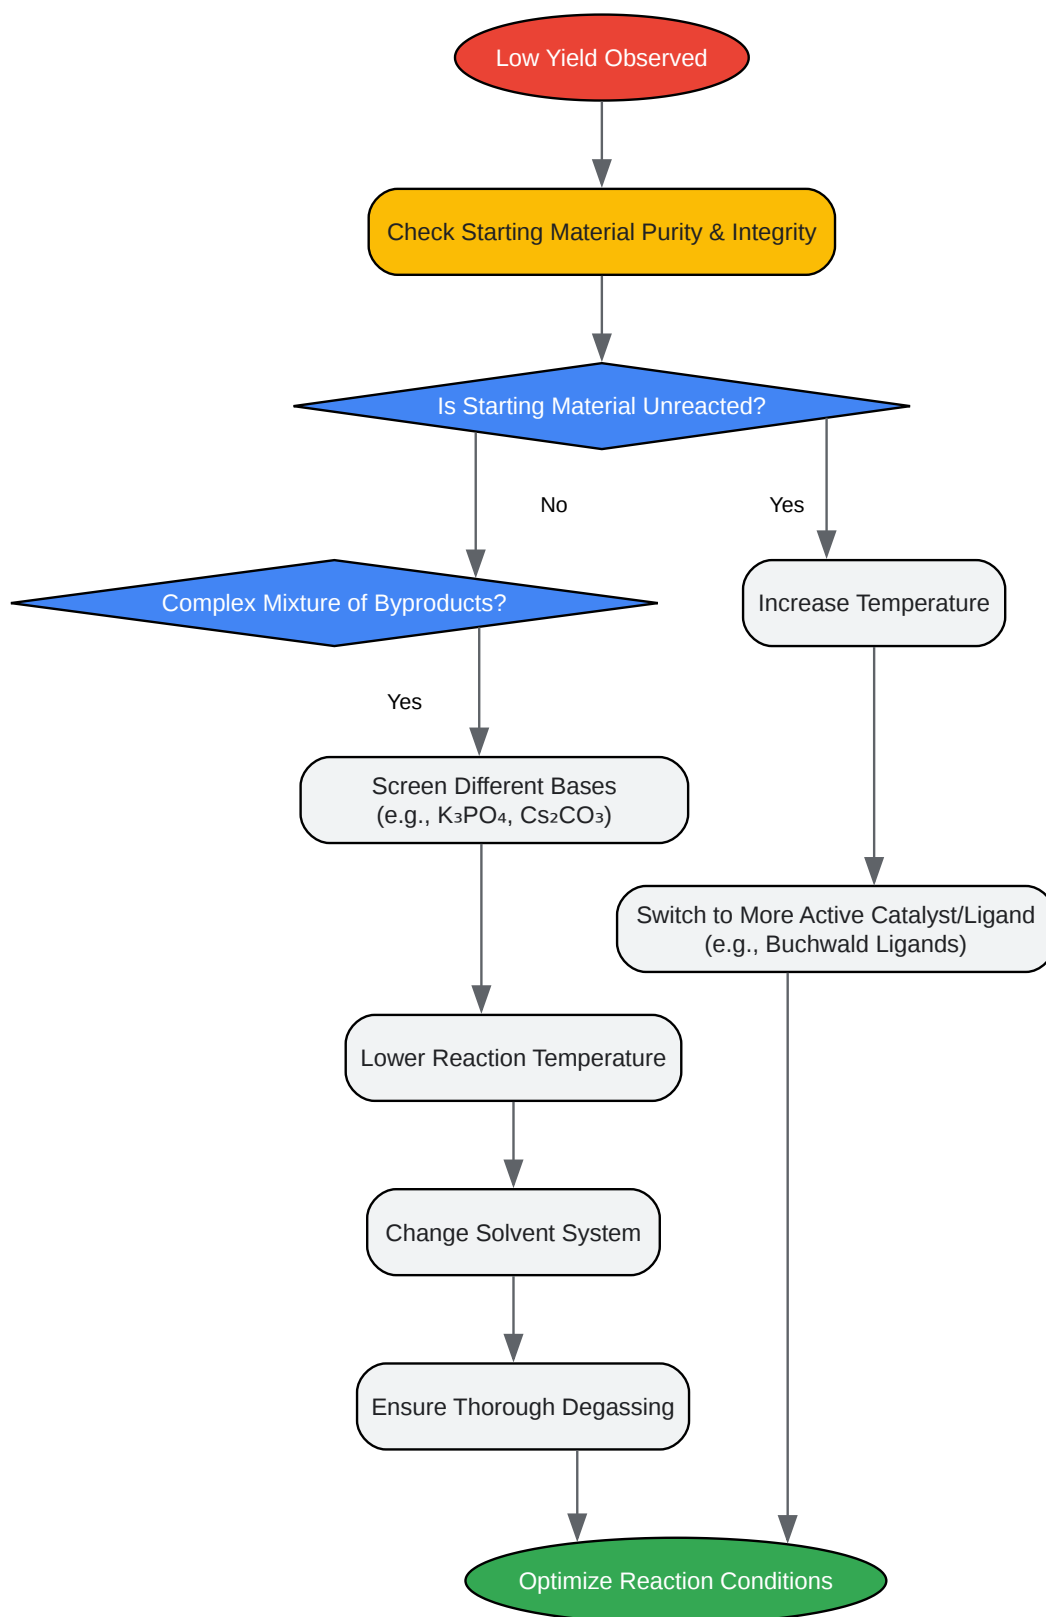 Low Yield Observed
Check Starting Material Purity & Integrity
Is Starting Material Unreacted?
No
Yes
Complex Mixture of Byproducts?
Increase Temperature
Yes
Screen Different Bases
(e.g., K₃PO₄, Cs₂CO₃)
Switch to More Active Catalyst/Ligand
(e.g., Buchwald Ligands)
Lower Reaction Temperature
Change Solvent System
Ensure Thorough Degassing
Optimize Reaction Conditions